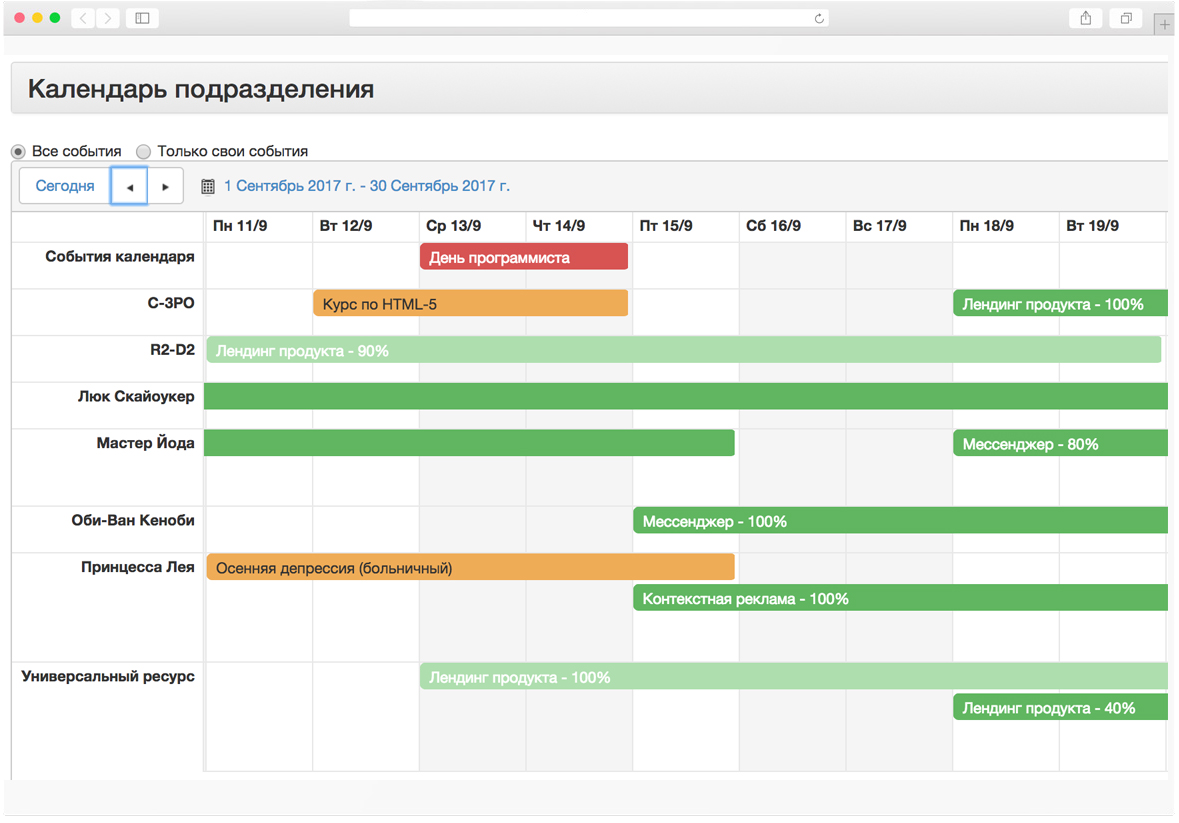 Календарь подразделения
Все события Только свои события
Сегодня 1 Сентябрь 2017 г. - 30 Сентябрь 2017 г.
Пн 11/9 Вт 12/9 Ср 13/9 Чт 14/9 Пт 15/9 Сб 16/9 Вс 17/9 Пн 18/9 Вт 19/9
События календаря День программиста
C-3PO Курс по HTML-5 Лендинг продукта - 100%
R2-D2 Лендинг продукта - 90%
Люк Скайоукер
Мастер Йода Мессенджер - 80%
Оби-Ван Кеноби Мессенджер - 100%
Принцесса Лея Осенняя депрессия (больничный)
Контекстная реклама - 100%
Универсальный ресурс Лендинг продукта - 100%
Лендинг продукта - 40%